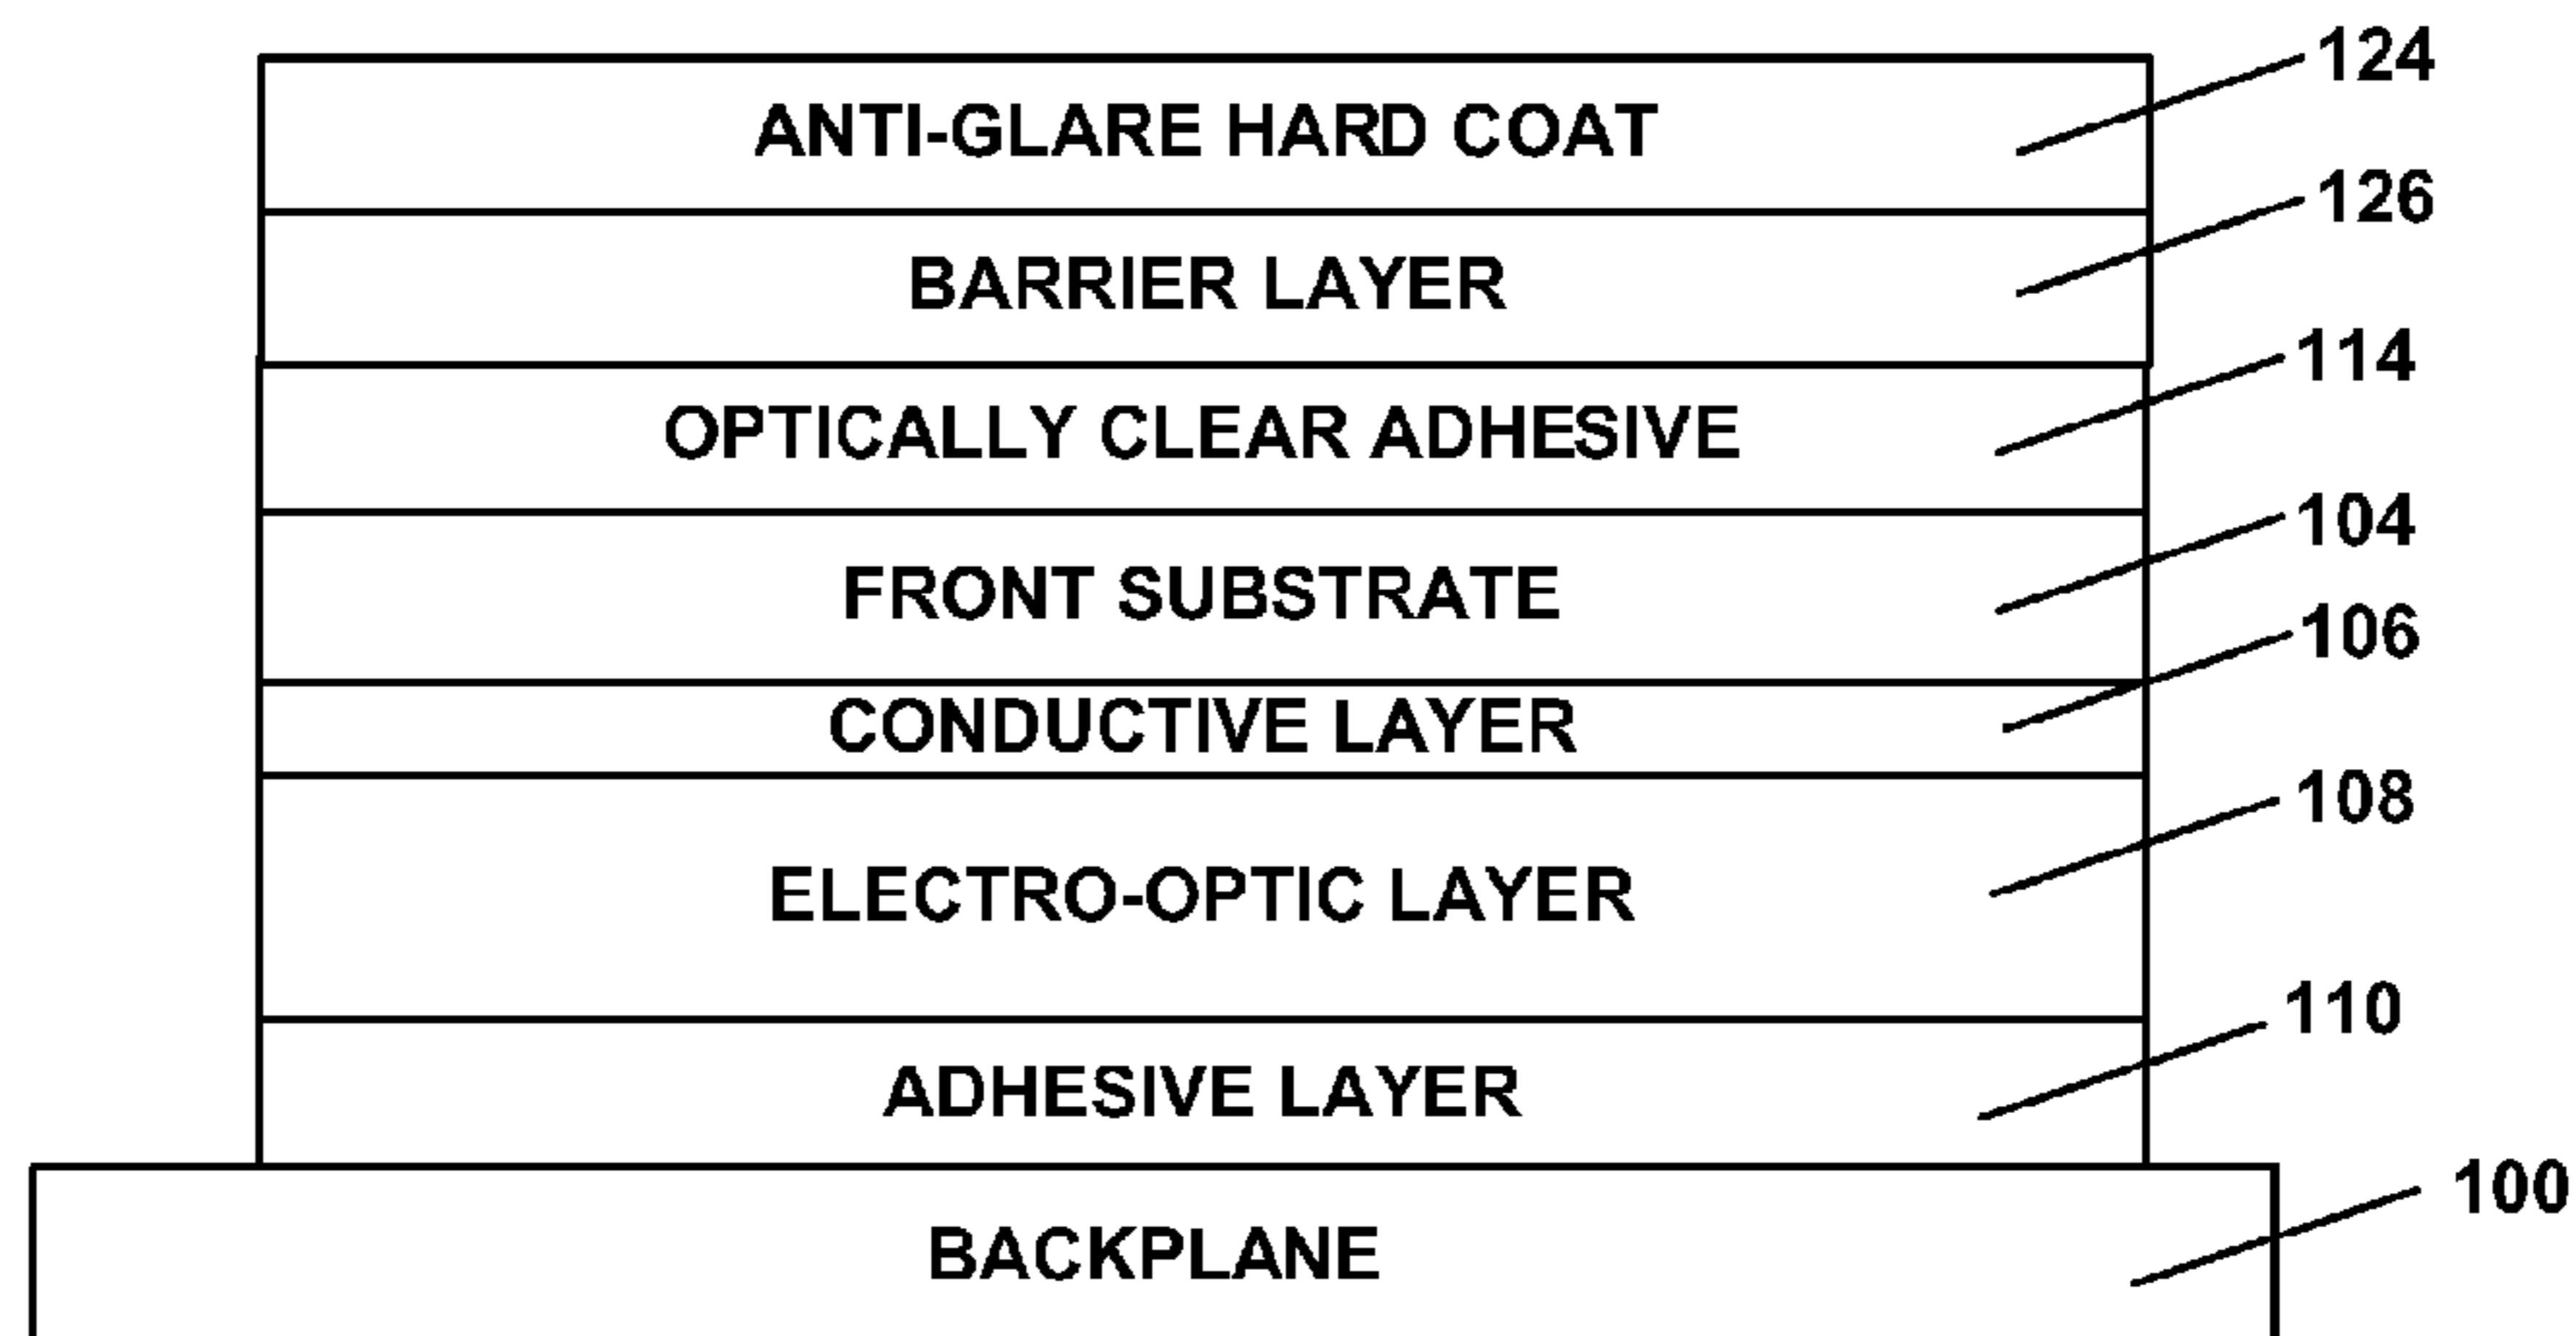 ANTI-GLARE HARD COAT 124
BARRIER LAYER 126
OPTICALLY CLEAR ADHESIVE 114
FRONT SUBSTRATE 104
CONDUCTIVE LAYER 106
ELECTRO-OPTIC LAYER 108
ADHESIVE LAYER 110
BACKPLANE 100